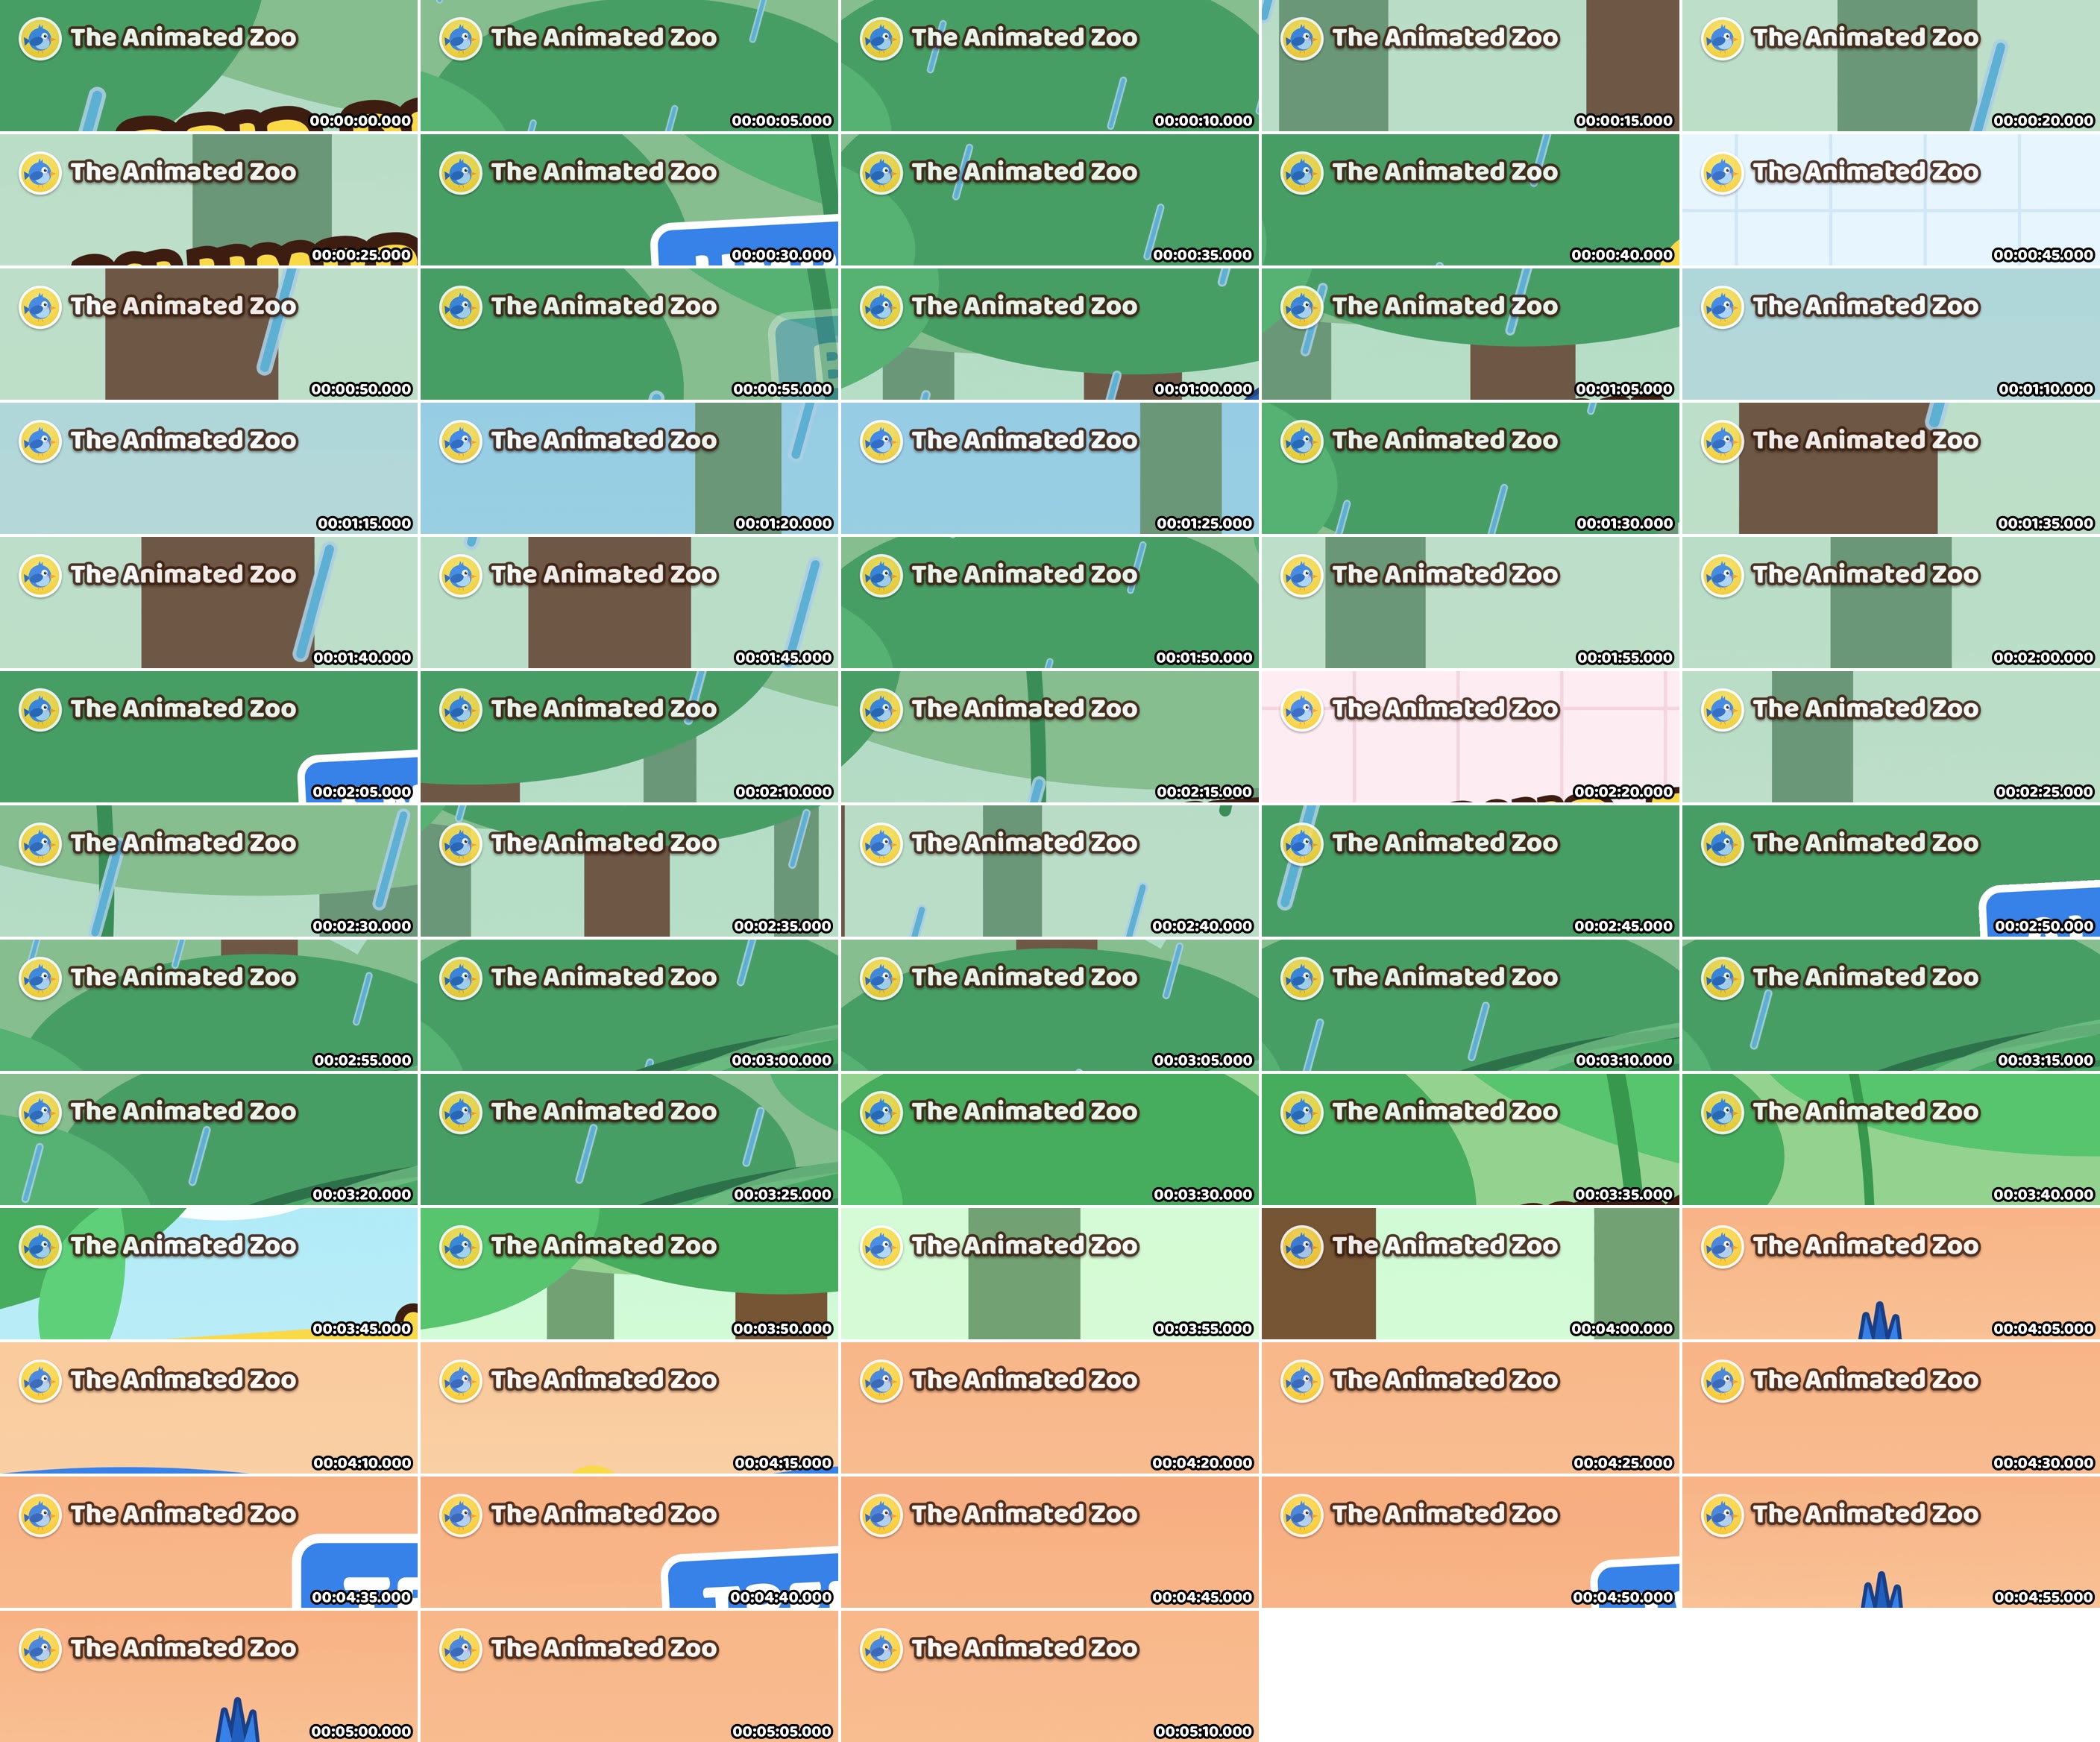 The Animated Zoo
00:00:00.000
The Animated Zoo
00:00:05.000
The Animated Zoo
00:00:10.000
The Animated Zoo
00:00:15.000
The Animated Zoo
00:00:20.000
The Animated Zoo
00:00:25.000
The Animated Zoo
00:00:30.000
The Animated Zoo
00:00:35.000
The Animated Zoo
00:00:40.000
The Animated Zoo
00:00:45.000
The Animated Zoo
00:00:50.000
The Animated Zoo
00:00:55.000
The Animated Zoo
00:01:00.000
The Animated Zoo
00:01:05.000
The Animated Zoo
00:01:10.000
The Animated Zoo
00:01:15.000
The Animated Zoo
00:01:20.000
The Animated Zoo
00:01:25.000
The Animated Zoo
00:01:30.000
The Animated Zoo
00:01:35.000
The Animated Zoo
00:01:40.000
The Animated Zoo
00:01:45.000
The Animated Zoo
00:01:50.000
The Animated Zoo
00:01:55.000
The Animated Zoo
00:02:00.000
The Animated Zoo
00:02:05.000
The Animated Zoo
00:02:10.000
The Animated Zoo
00:02:15.000
The Animated Zoo
00:02:20.000
The Animated Zoo
00:02:25.000
The Animated Zoo
00:02:30.000
The Animated Zoo
00:02:35.000
The Animated Zoo
00:02:40.000
The Animated Zoo
00:02:45.000
The Animated Zoo
00:02:50.000
The Animated Zoo
00:02:55.000
The Animated Zoo
00:03:00.000
The Animated Zoo
00:03:05.000
The Animated Zoo
00:03:10.000
The Animated Zoo
00:03:15.000
The Animated Zoo
00:03:20.000
The Animated Zoo
00:03:25.000
The Animated Zoo
00:03:30.000
The Animated Zoo
00:03:35.000
The Animated Zoo
00:03:40.000
The Animated Zoo
00:03:45.000
The Animated Zoo
00:03:50.000
The Animated Zoo
00:03:55.000
The Animated Zoo
00:04:00.000
The Animated Zoo
00:04:05.000
The Animated Zoo
00:04:10.000
The Animated Zoo
00:04:15.000
The Animated Zoo
00:04:20.000
The Animated Zoo
00:04:25.000
The Animated Zoo
00:04:30.000
The Animated Zoo
00:04:35.000
The Animated Zoo
00:04:40.000
The Animated Zoo
00:04:45.000
The Animated Zoo
00:04:50.000
The Animated Zoo
00:04:55.000
The Animated Zoo
00:05:00.000
The Animated Zoo
00:05:05.000
The Animated Zoo
00:05:10.000